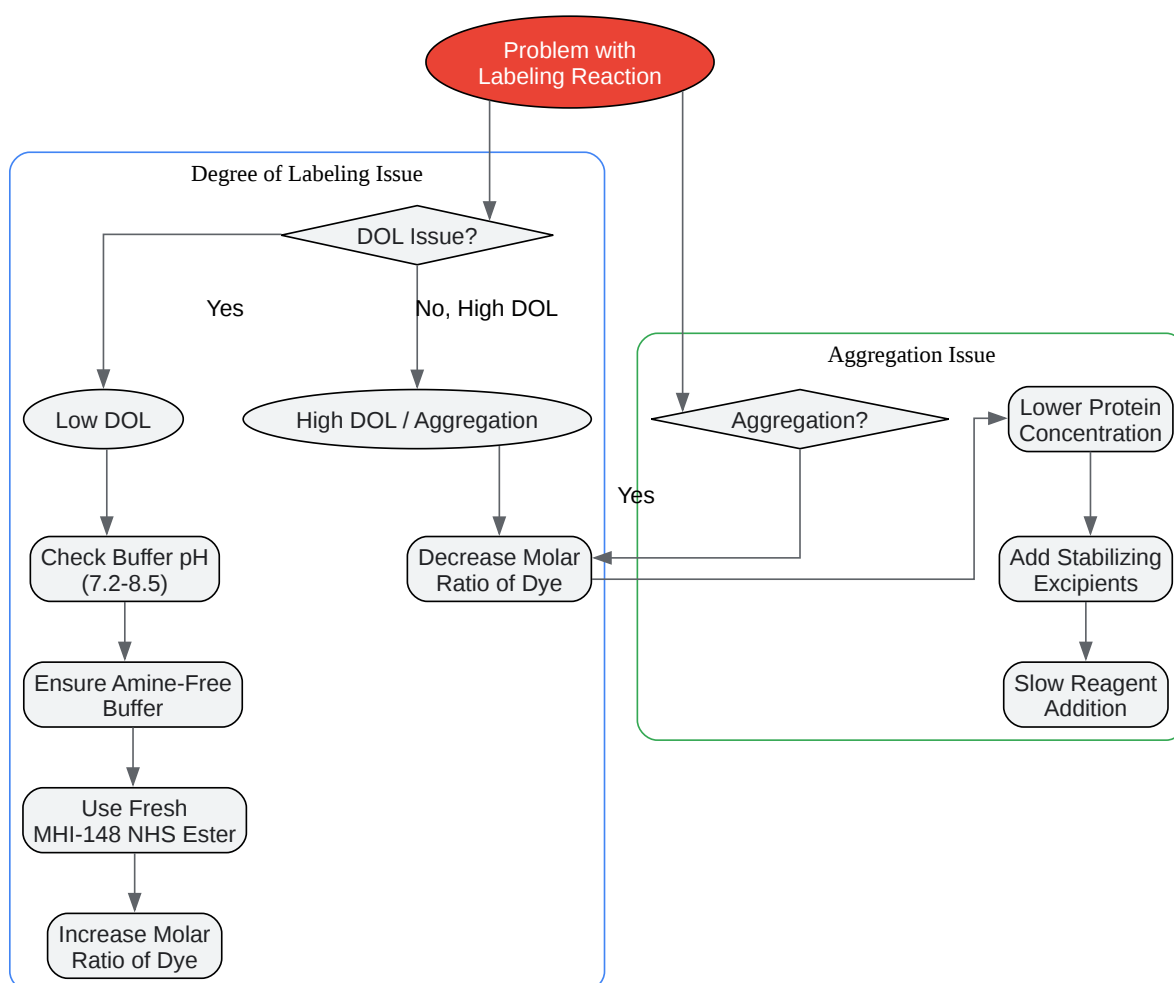 Problem with
Labeling Reaction
Degree of Labeling Issue
DOL Issue?
Yes
No, High DOL
Aggregation Issue
Low DOL
High DOL / Aggregation
Aggregation?
Lower Protein
Concentration
Yes
Check Buffer pH
(7.2-8.5)
Decrease Molar
Ratio of Dye
Add Stabilizing
Excipients
Ensure Amine-Free
Buffer
Slow Reagent
Addition
Use Fresh
MHI-148 NHS Ester
Increase Molar
Ratio of Dye